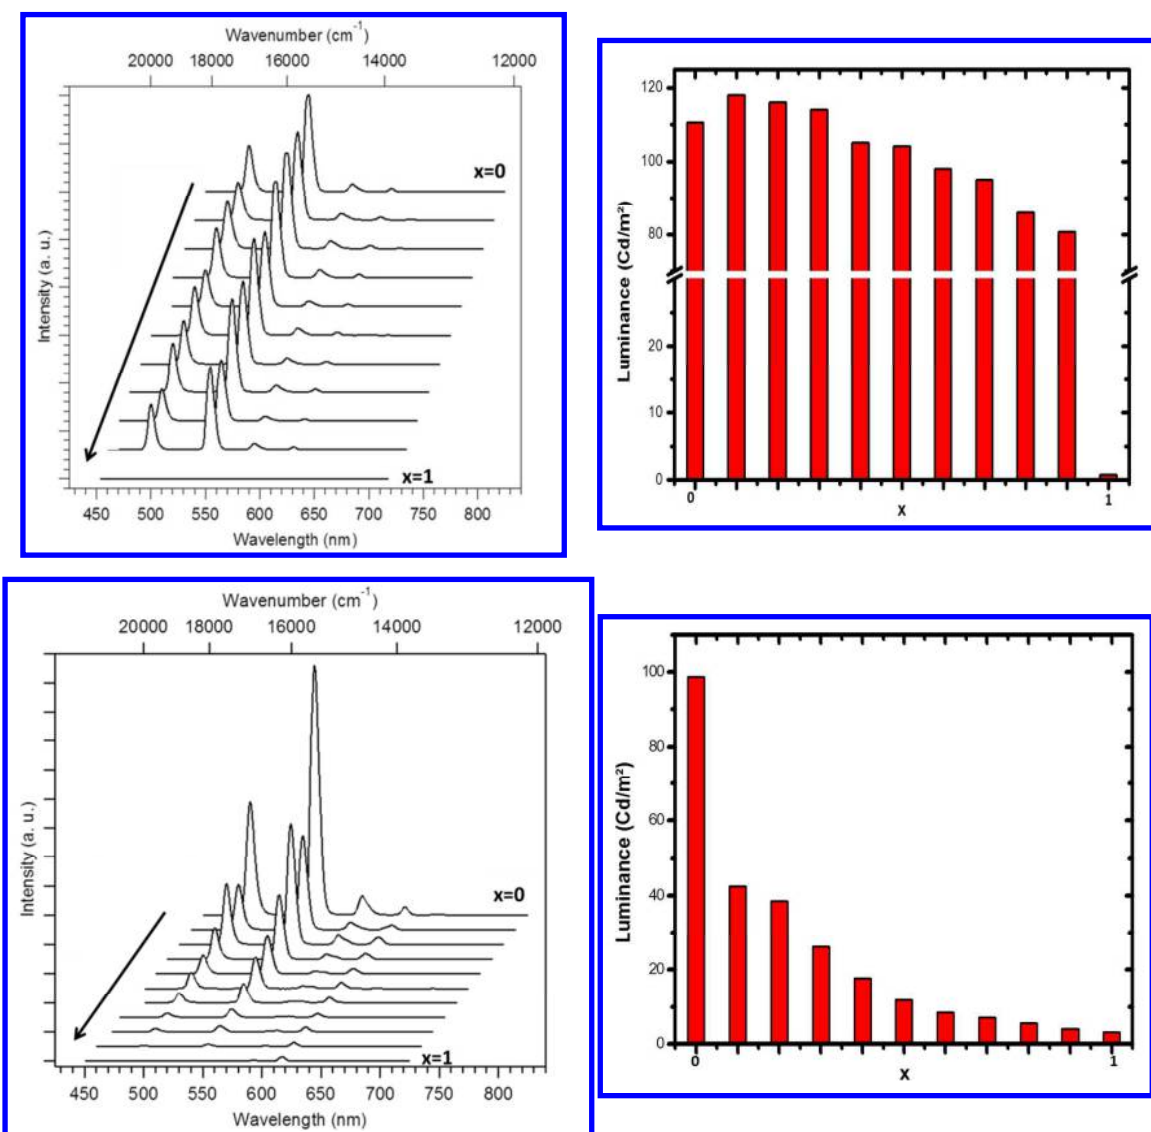 Wavenumber (cm⁻¹)
20000 18000 16000 14000 12000
x=0
Intensity (a. u.)
x=1
450 500 550 600 650 700 750 800
Wavelength (nm)
120
100
80
20
10
0
Luminance (Cd/m²)
0 1
x
Wavenumber (cm⁻¹)
20000 18000 16000 14000 12000
x=0
Intensity (a. u.)
x=1
450 500 550 600 650 700 750 800
Wavelength (nm)
100
80
60
40
20
0
Luminance (Cd/m²)
0 1
x